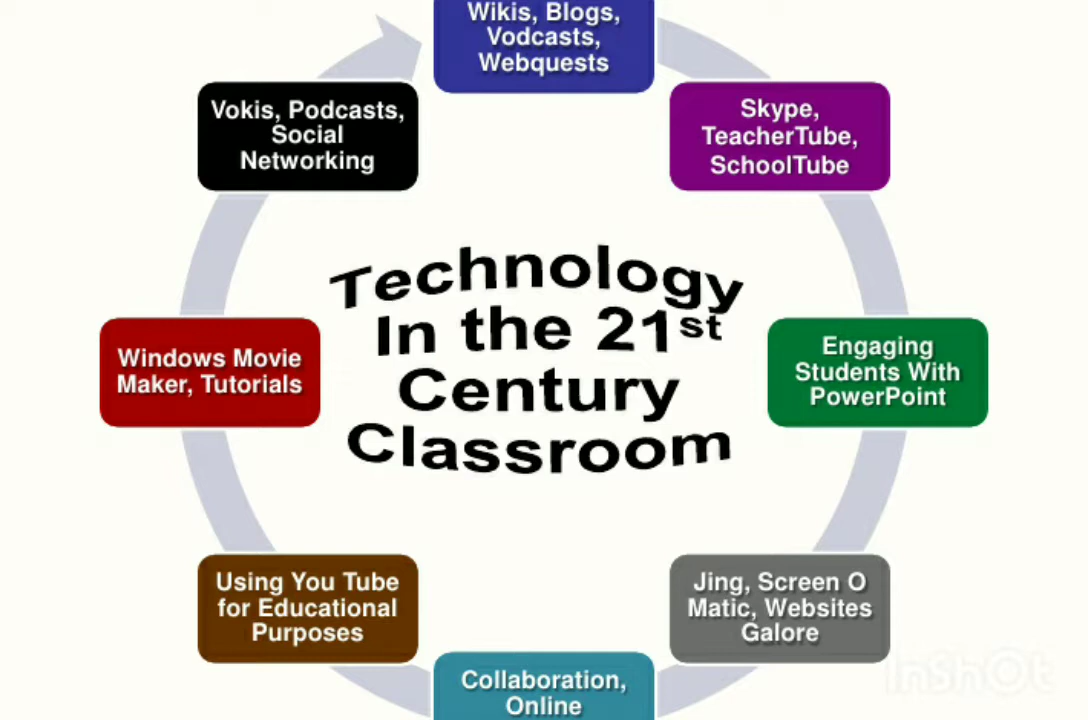 Wikis, Blogs,
Vodcasts,
Webquests
Skype,
TeacherTube,
SchoolTube
Engaging
Students With
PowerPoint
Jing, Screen O
Matic, Websites
Galore
Collaboration,
Online
Using You Tube
for Educational
Purposes
Windows Movie
Maker, Tutorials
Vokis, Podcasts,
Social
Networking
Technology
In the 21st
Century
Classroom
InShOt